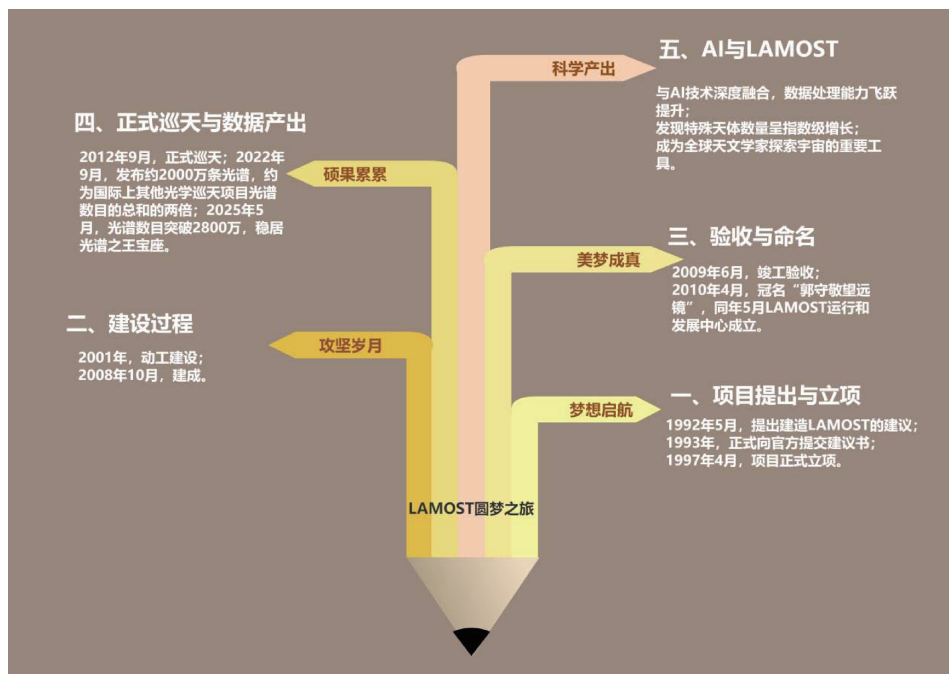 五、AI与LAMOST
科学产出
与AI技术深度融合，数据处理能力飞跃
提升；
发现特殊天体数量呈指数级增长；
成为全球天文学家探索宇宙的重要工
具。
四、正式巡天与数据产出
硕果累累
2012年9月，正式巡天；2022年
9月，发布约2000万条光谱，约
为国际上其他光学巡天项目光谱
数目的总和的两倍；2025年5
月，光谱数目突破2800万，稳居
光谱之王宝座。
三、验收与命名
美梦成真
2009年6月，竣工验收；
2010年4月，冠名“郭守敬望远
镜”，同年5月LAMOST运行和
发展中心成立。
二、建设过程
攻坚岁月
2001年，动工建设；
2008年10月，建成。
一、项目提出与立项
梦想启航
1992年5月，提出建造LAMOST的建议；
1993年，正式向官方提交建议书；
1997年4月，项目正式立项。
LAMOST圆梦之旅